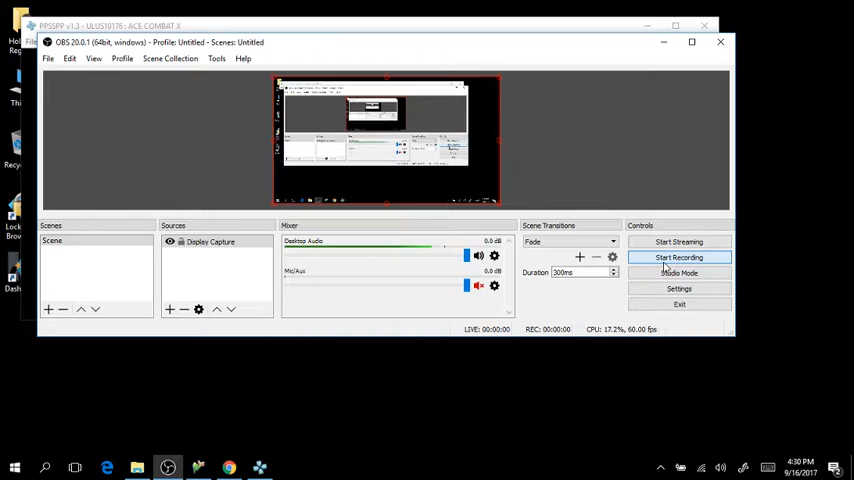 PPSSPP v1.3 - ULUS10176 : ACE COMBAT X
OBS 20.0.1 (64bit, windows) - Profile: Untitled - Scenes: Untitled
File Edit View Profile Scene Collection Tools Help
Scenes
Sources
Mixer
Scene Transitions
Controls
Scene
Display Capture
Desktop Audio
0.0 dB
Mic/Aux
0.0 dB
Fade
Duration 300ms
Start Streaming
Start Recording
Studio Mode
Settings
Exit
LIVE: 00:00:00
REC: 00:00:00
CPU: 17.2%, 60.00 fps
4:30 PM
9/16/2017
2